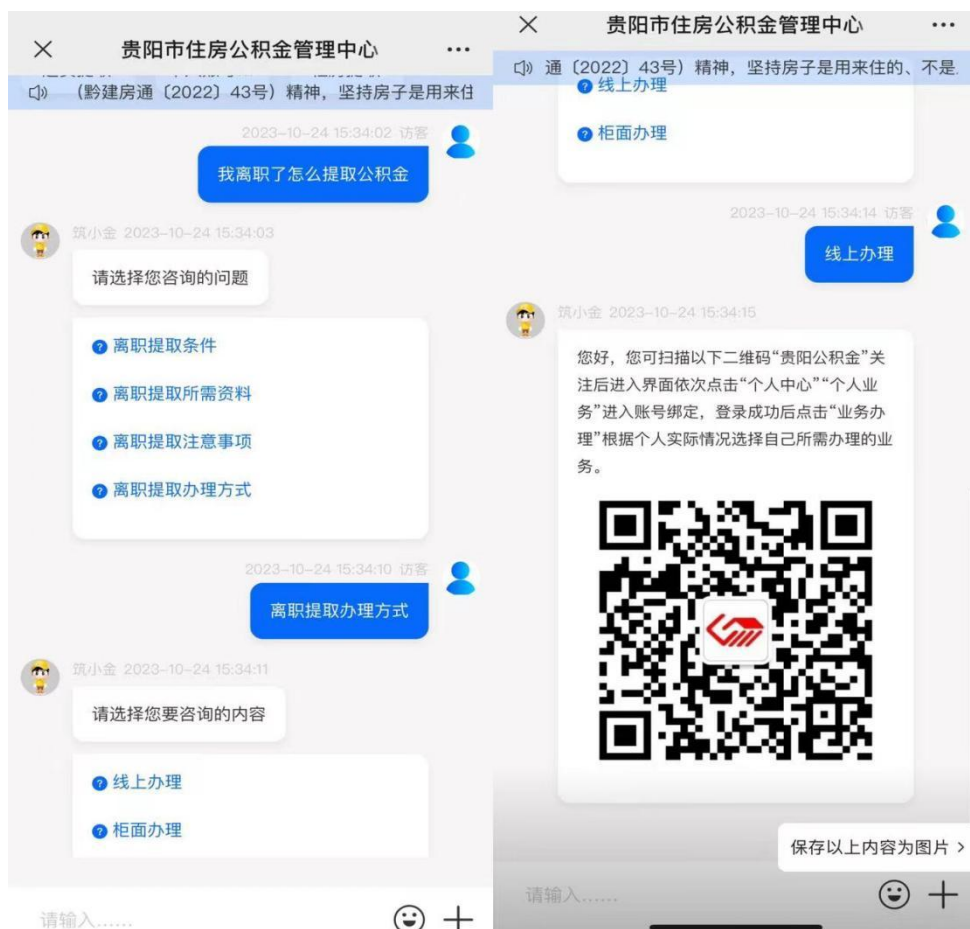 贵阳市住房公积金管理中心
(黔建房通〔2022〕43号) 精神，坚持房子是用来住
2023-10-24 15:34:02 访客
我离职了怎么提取公积金
筑小金 2023-10-24 15:34:03
请选择您咨询的问题
离职提取条件
离职提取所需资料
离职提取注意事项
离职提取办理方式
2023-10-24 15:34:10 访客
离职提取办理方式
筑小金 2023-10-24 15:34:11
请选择您要咨询的内容
线上办理
柜面办理
请输入......
贵阳市住房公积金管理中心
通〔2022〕43号) 精神，坚持房子是用来住的、不是
线上办理
柜面办理
2023-10-24 15:34:14 访客
线上办理
筑小金 2023-10-24 15:34:15
您好，您可扫描以下二维码“贵阳公积金”关
注后进入界面依次点击“个人中心”“个人业
务”进入账号绑定，登录成功后点击“业务办
理”根据个人实际情况选择自己所需办理的业
务。
保存以上内容为图片
请输入......